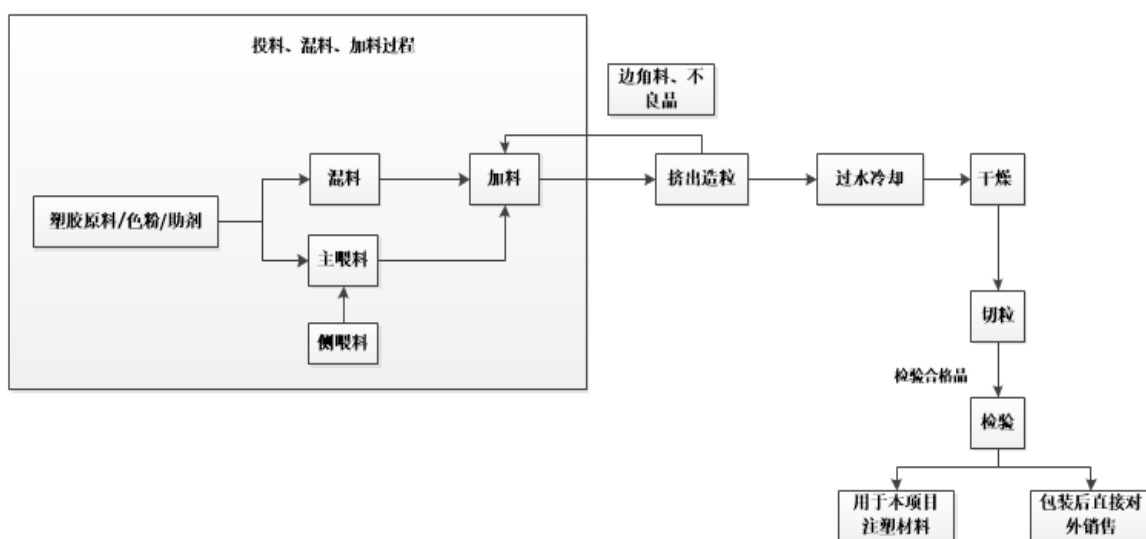 投料、混料、加料过程
边角料、不
良品
混料
加料
挤出造粒
过水冷却
干燥
塑胶原料/色粉/助剂
主喂料
侧喂料
切粒
检验合格品
检验
用于本项目
注塑材料
包装后直接对
外销售